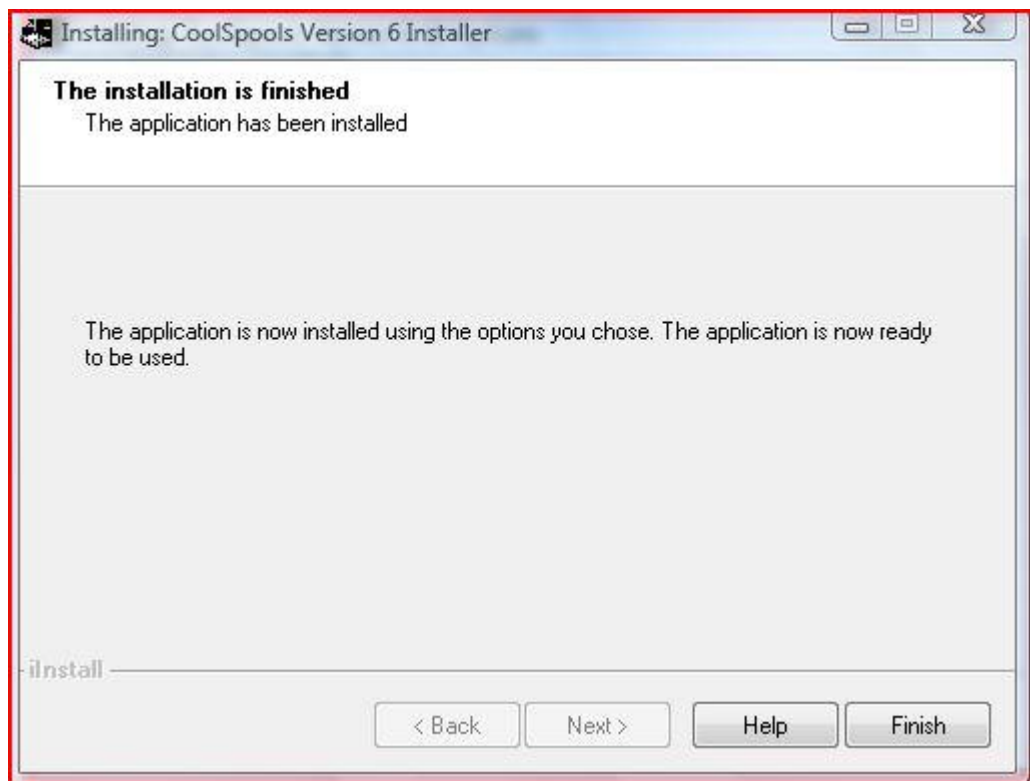 Installing: CoolSpools Version 6 Installer
The installation is finished
The application has been installed
The application is now installed using the options you chose. The application is now ready
to be used.
iInstall
< Back Next > Help Finish